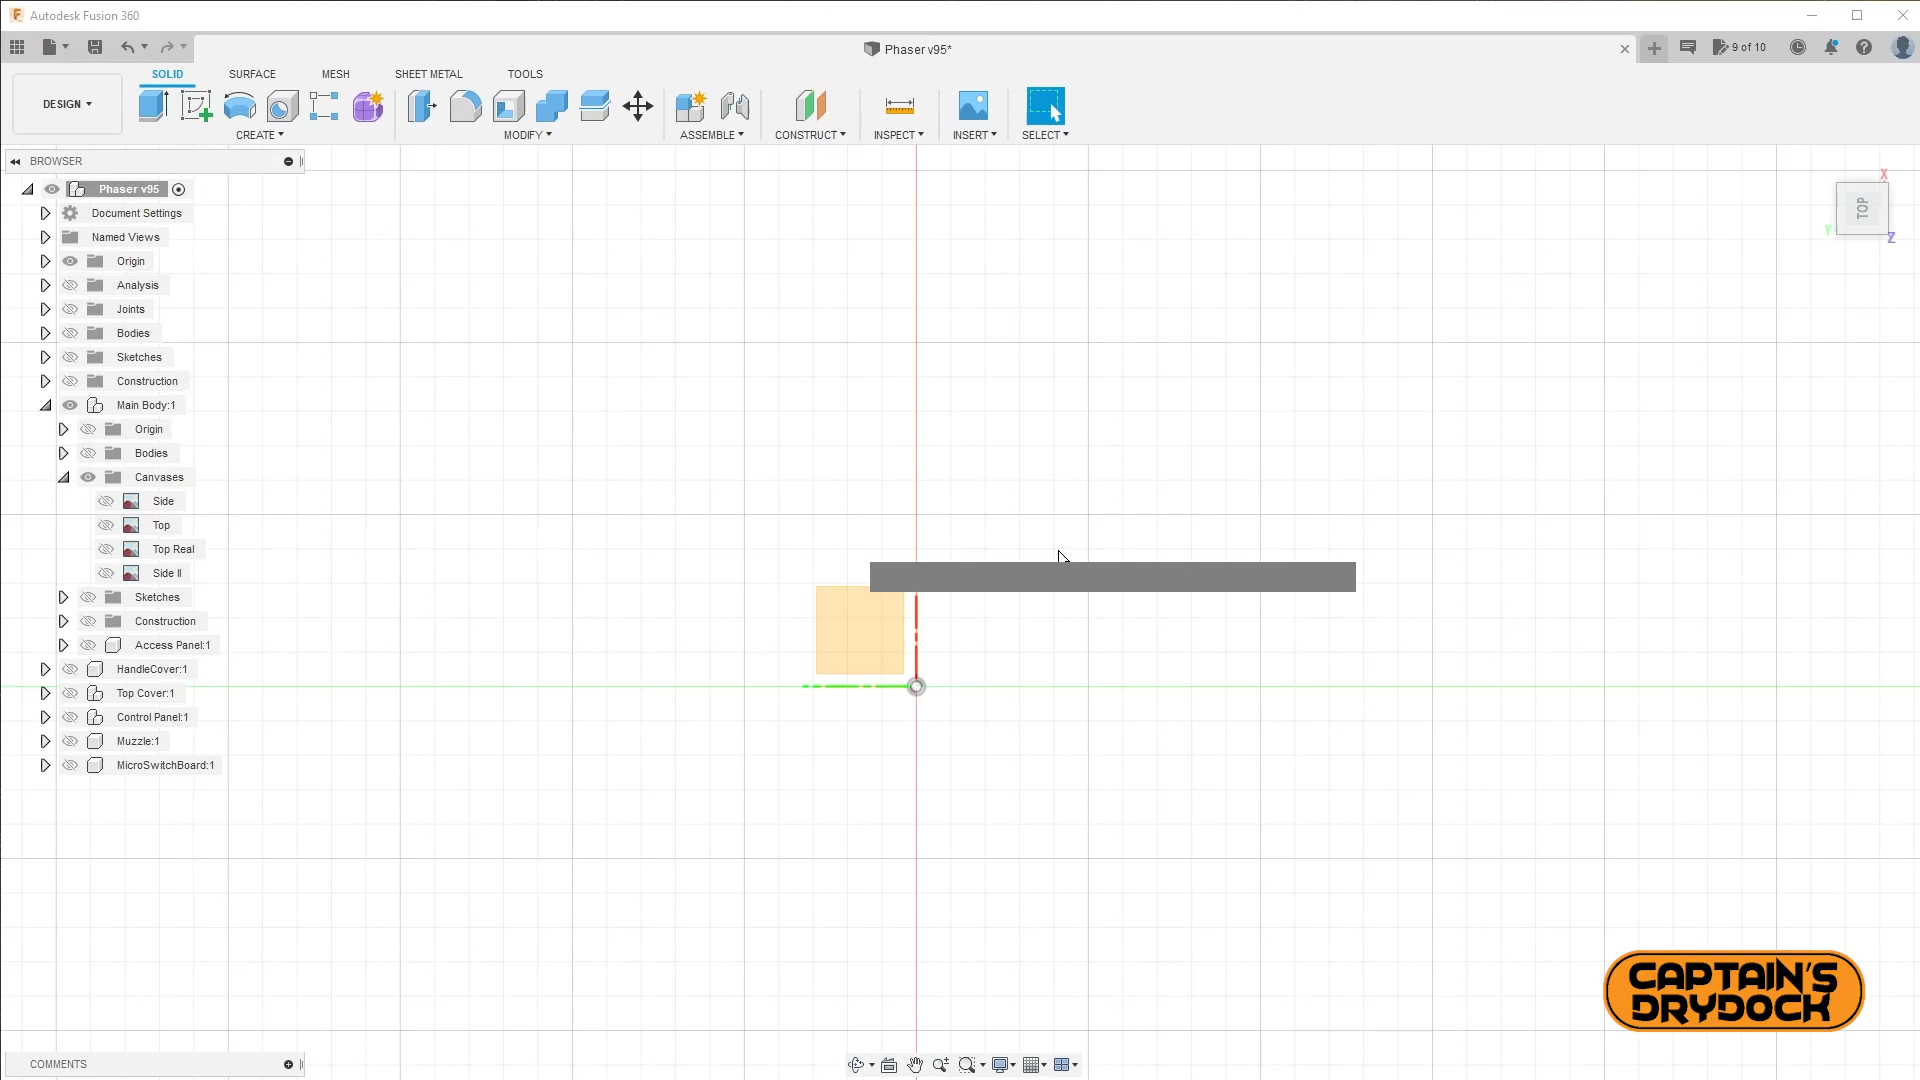 Autodesk Fusion 360
Phaser v95*
9 of 10
SOLID SURFACE MESH SHEET METAL TOOLS
DESIGN
CREATE MODIFY ASSEMBLE CONSTRUCT INSPECT INSERT SELECT
BROWSER
Phaser v95
Document Settings
Named Views
Origin
Analysis
Joints
Bodies
Sketches
Construction
Main Body:1
Origin
Bodies
Canvases
Side
Top
Top Real
Side II
Sketches
Construction
Access Panel:1
HandleCover:1
Top Cover:1
Control Panel:1
Muzzle:1
MicroSwitchBoard:1
X
TOP
Y
Z
CAPTAIN'S
DRYDOCK
COMMENTS